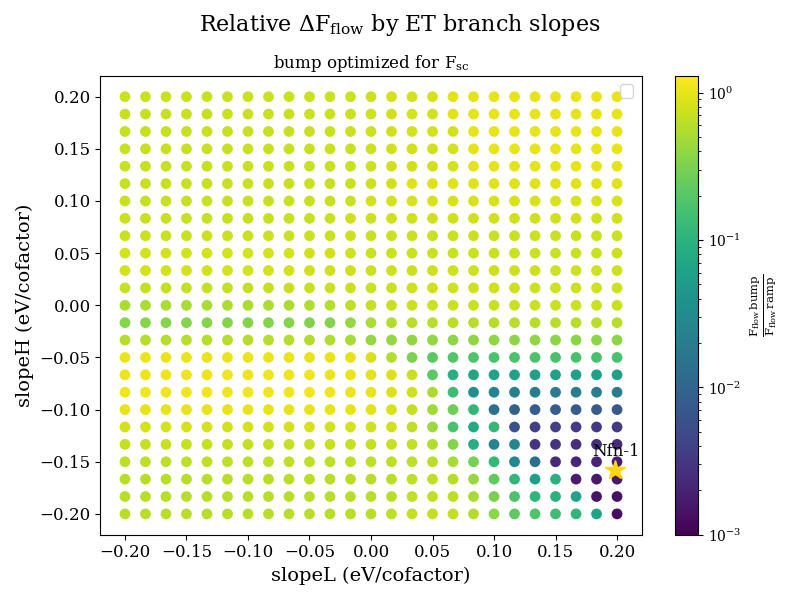 Relative ΔF_flow by ET branch slopes
bump optimized for F_sc
0.20
0.15
0.10
0.05
0.00
−0.05
−0.10
−0.15
−0.20
slopeH (eV/cofactor)
Nfn-1
−0.20 −0.15 −0.10 −0.05 0.00 0.05 0.10 0.15 0.20
slopeL (eV/cofactor)
10⁰
10⁻¹
10⁻²
10⁻³
F_flow bump
F_flow ramp